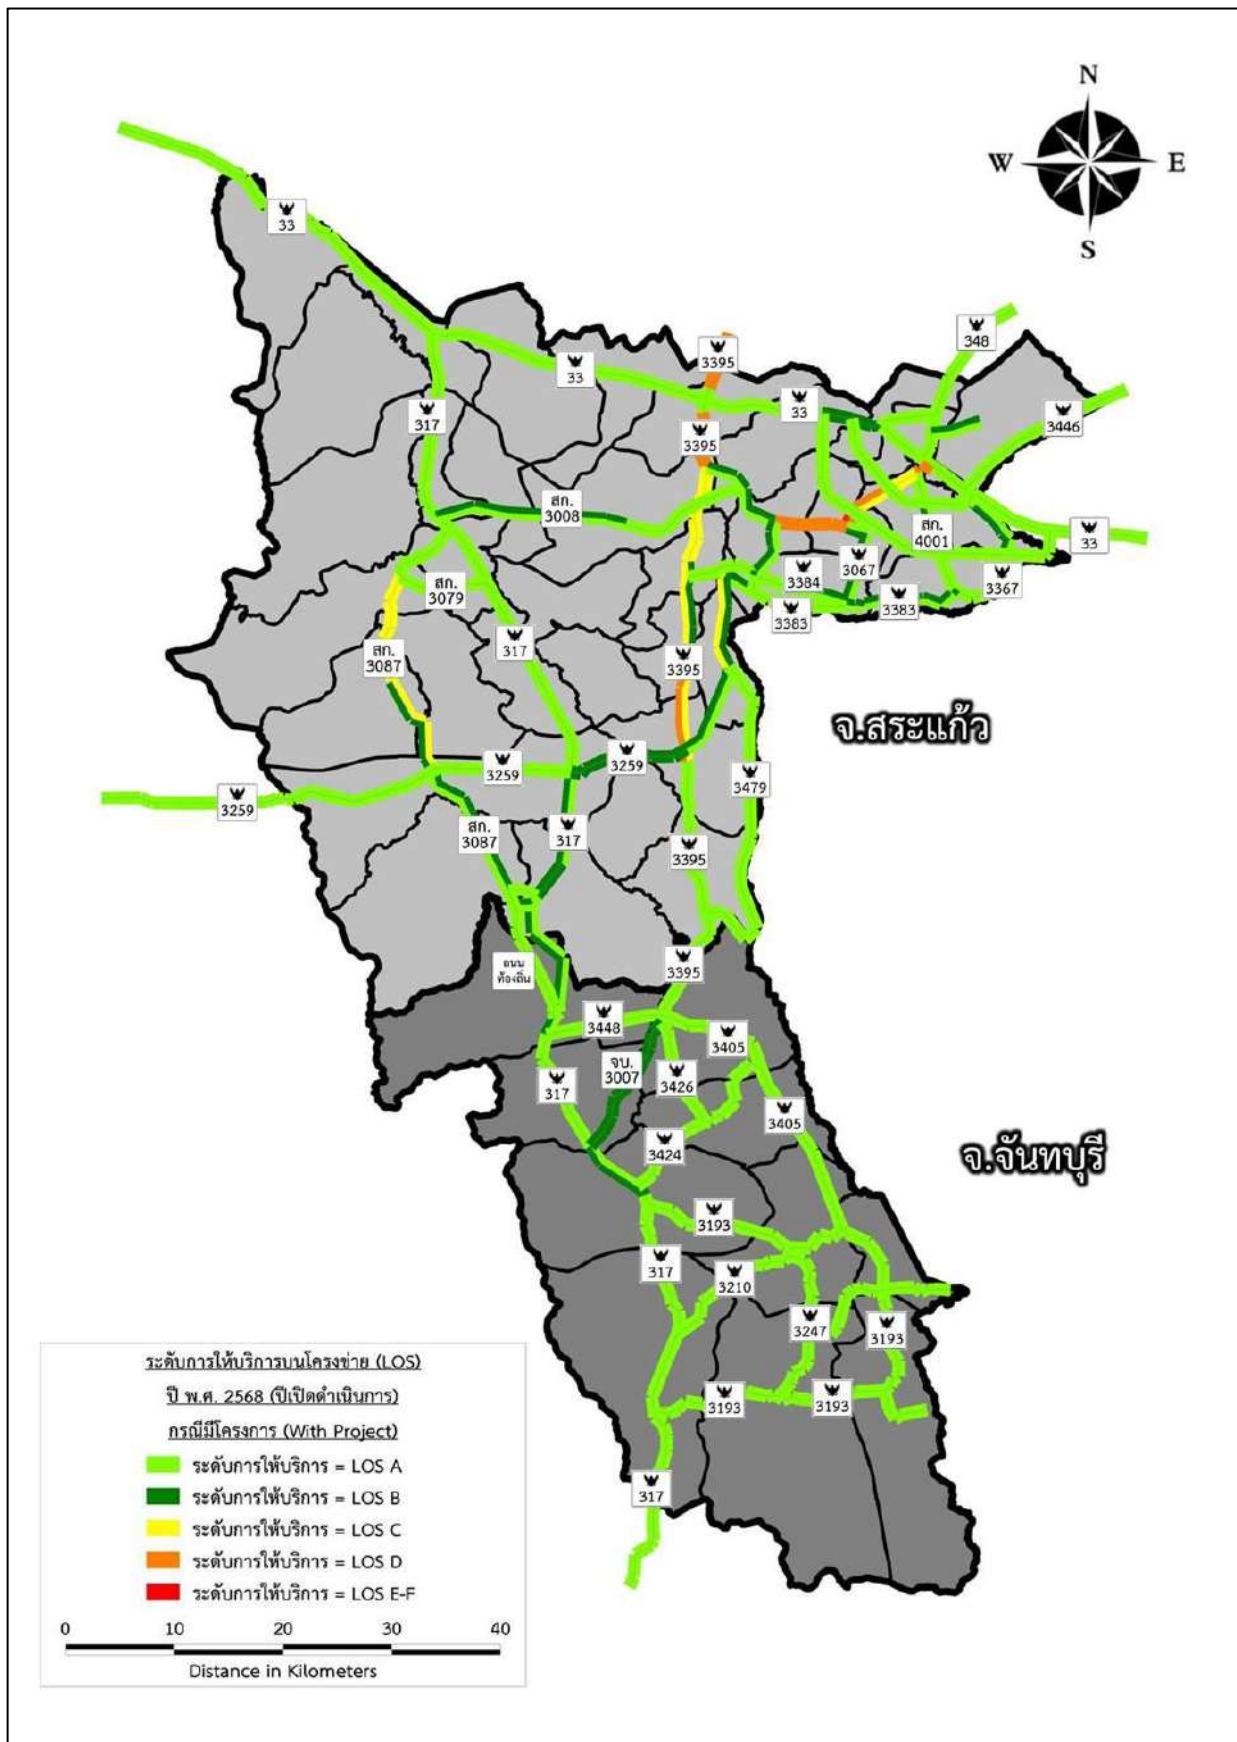 N
W E
S
33
348
3395
33
33
317
3446
3395
สก.
3008
สก.
4001
33
3067
3384
3367
สก.
3079
3383
3383
317
สก.
3087
3395
จ.สระแก้ว
3259
3259
3479
3259
สก.
3087
317
3395
ถนน
ท้องถิ่น
3395
3448
3405
จบ.
3007
3426
317
3405
3424
จ.จันทบุรี
3193
317
3210
3247
3193
3193
3193
317
ระดับการให้บริการบนโครงข่าย (LOS)
ปี พ.ศ. 2568 (ปีเปิดดำเนินการ)
กรณีมีโครงการ (With Project)
ระดับการให้บริการ = LOS A
ระดับการให้บริการ = LOS B
ระดับการให้บริการ = LOS C
ระดับการให้บริการ = LOS D
ระดับการให้บริการ = LOS E-F
0 10 20 30 40
Distance in Kilometers